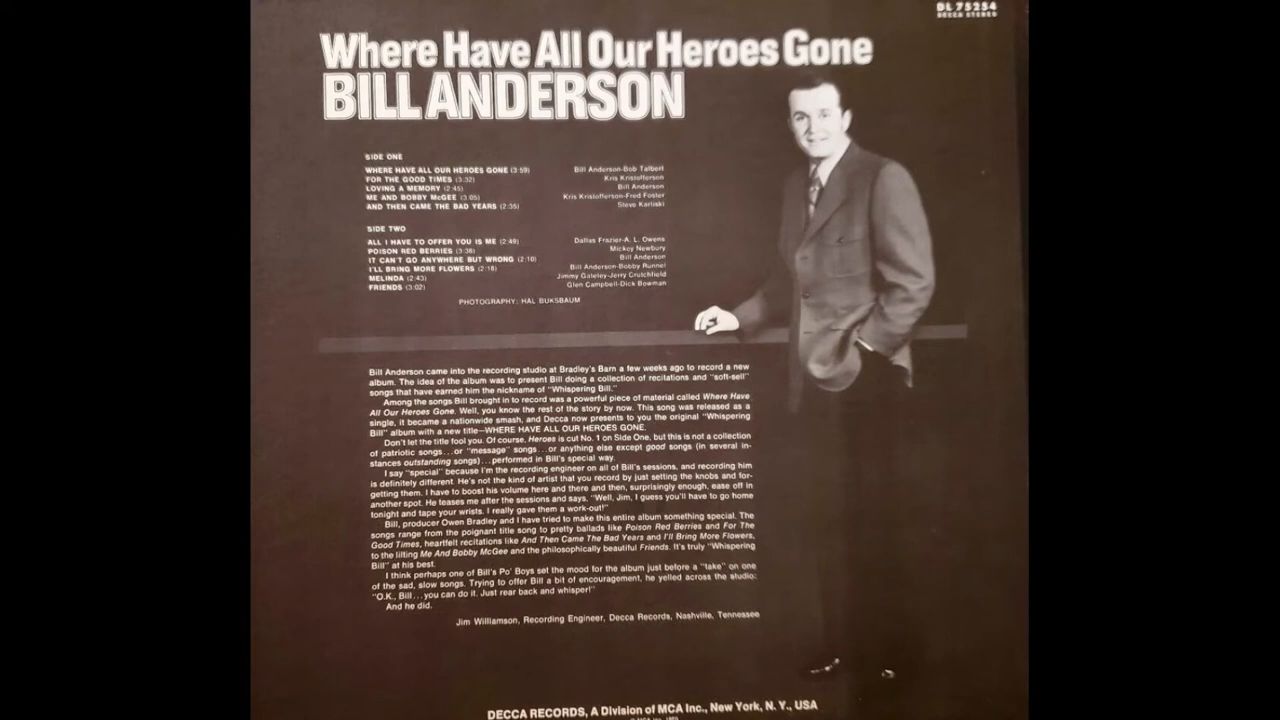 DL 75254
DECCA STEREO
Where Have All Our Heroes Gone
BILL ANDERSON
SIDE ONE
WHERE HAVE ALL OUR HEROES GONE (3:59) Bill Anderson-Bob Talbert
FOR THE GOOD TIMES (3:32) Kris Kristofferson
LOVING A MEMORY (2:45) Bill Anderson
ME AND BOBBY McGEE (3:05) Kris Kristofferson-Fred Foster
AND THEN CAME THE BAD YEARS (2:35) Steve Karliski
SIDE TWO
ALL I HAVE TO OFFER YOU IS ME (2:49) Dallas Frazier-A. L. Owens
POISON RED BERRIES (3:38) Mickey Newbury
IT CAN'T GO ANYWHERE BUT WRONG (2:10) Bill Anderson
I'LL BRING MORE FLOWERS (2:18) Bill Anderson-Bobby Runnel
MELINDA (2:43) Jimmy Gateley-Jerry Crutchfield
FRIENDS (3:02) Glen Campbell-Dick Bowman
PHOTOGRAPHY: HAL BUKSBAUM
Bill Anderson came into the recording studio at Bradley's Barn a few weeks ago to record a new
album. The idea of the album was to present Bill doing a collection of recitations and "soft-sell"
songs that have earned him the nickname of "Whispering Bill."
Among the songs Bill brought in to record was a powerful piece of material called Where Have
All Our Heroes Gone. Well, you know the rest of the story by now. This song was released as a
single, it became a nationwide smash, and Decca now presents to you the original "Whispering
Bill" album with a new title—WHERE HAVE ALL OUR HEROES GONE.
Don't let the title fool you. Of course, Heroes is cut No. 1 on Side One, but this is not a collection
of patriotic songs...or "message" songs...or anything else except good songs (in several in-
stances outstanding songs)...performed in Bill's special way.
I say "special" because I'm the recording engineer on all of Bill's sessions, and recording him
is definitely different. He's not the kind of artist that you record by just setting the knobs and for-
getting them. I have to boost his volume here and there and then, surprisingly enough, ease off in
another spot. He teases me after the sessions and says, "Well, Jim, I guess you'll have to go home
tonight and tape your wrists. I really gave them a work-out!"
Bill, producer Owen Bradley and I have tried to make this entire album something special. The
songs range from the poignant title song to pretty ballads like Poison Red Berries and For The
Good Times, heartfelt recitations like And Then Came The Bad Years and I'll Bring More Flowers,
to the lilting Me And Bobby McGee and the philosophically beautiful Friends. It's truly "Whispering
Bill" at his best.
I think perhaps one of Bill's Po' Boys set the mood for the album just before a "take" on one
of the sad, slow songs. Trying to offer Bill a bit of encouragement, he yelled across the studio:
"O.K., Bill...you can do it. Just rear back and whisper!"
And he did.
Jim Williamson, Recording Engineer, Decca Records, Nashville, Tennessee
DECCA RECORDS, A Division of MCA Inc., New York, N. Y., USA